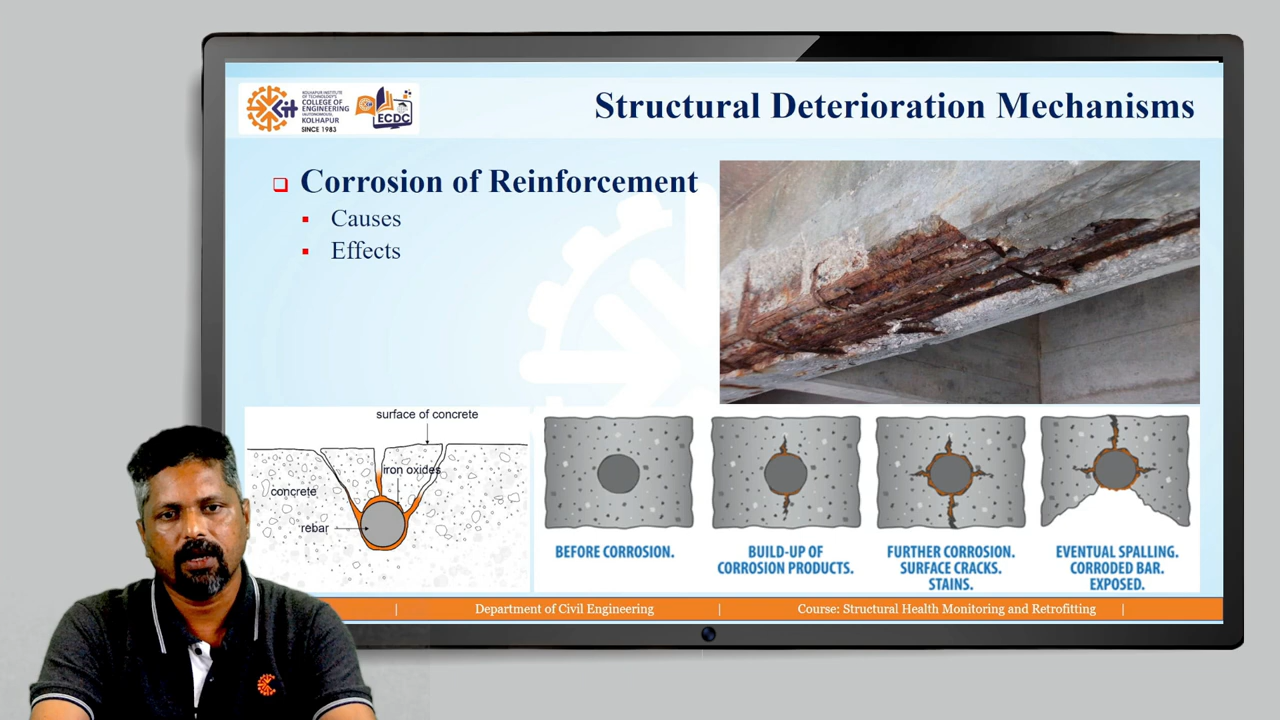 KOLHAPUR INSTITUTE
OF TECHNOLOGY'S
COLLEGE OF
ENGINEERING
(AUTONOMOUS),
KOLHAPUR
SINCE 1983
ECDC
Structural Deterioration Mechanisms
Corrosion of Reinforcement
Causes
Effects
surface of concrete
iron oxides
concrete
rebar
BEFORE CORROSION.
BUILD-UP OF
CORROSION PRODUCTS.
FURTHER CORROSION.
SURFACE CRACKS.
STAINS.
EVENTUAL SPALLING.
CORRODED BAR.
EXPOSED.
| Department of Civil Engineering | Course: Structural Health Monitoring and Retrofitting |